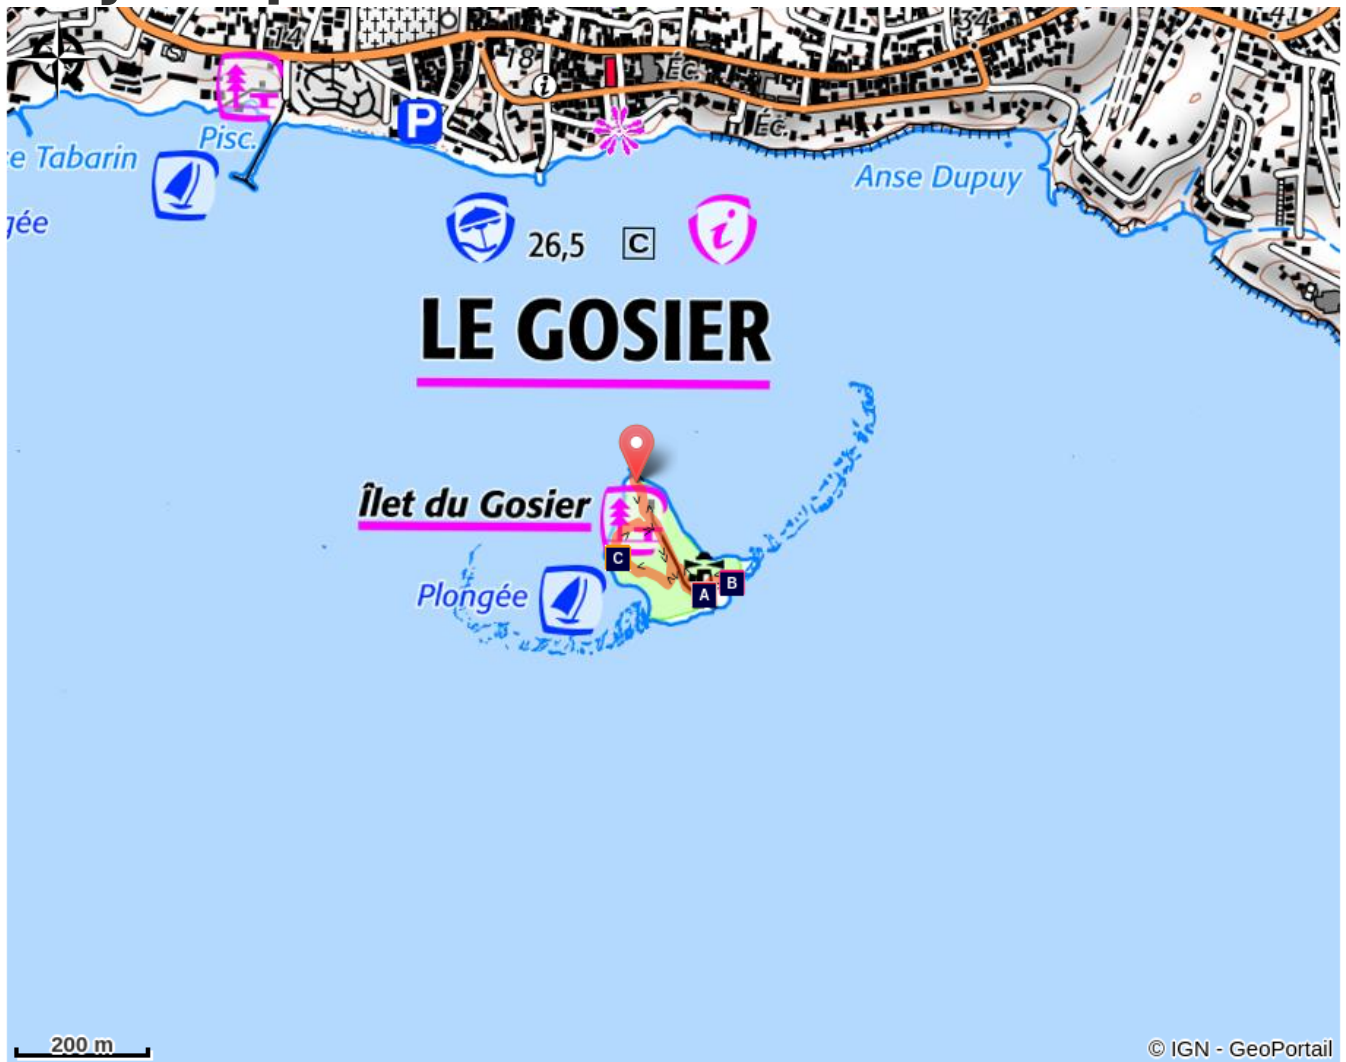 14
18
Éc.
34
41
i
P
Éc.
Pisc.
se Tabarin
Anse Dupuy
gée
26,5
C
i
LE GOSIER
Îlet du Gosier
C
B
A
Plongée
200 m
© IGN - GeoPortail